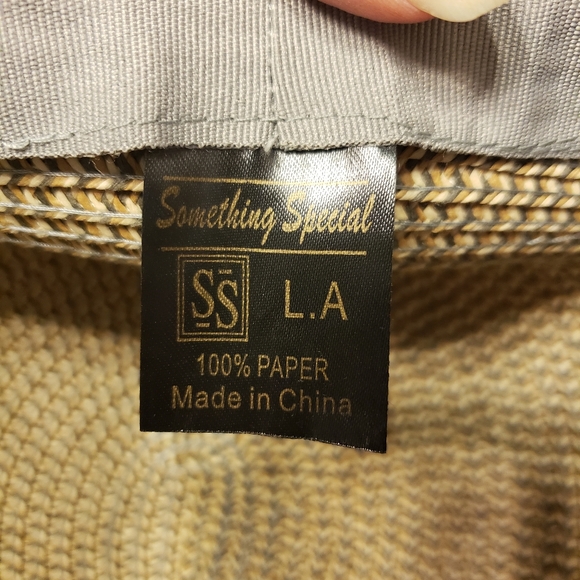 Something Special
SS L.A
100% PAPER
Made in China